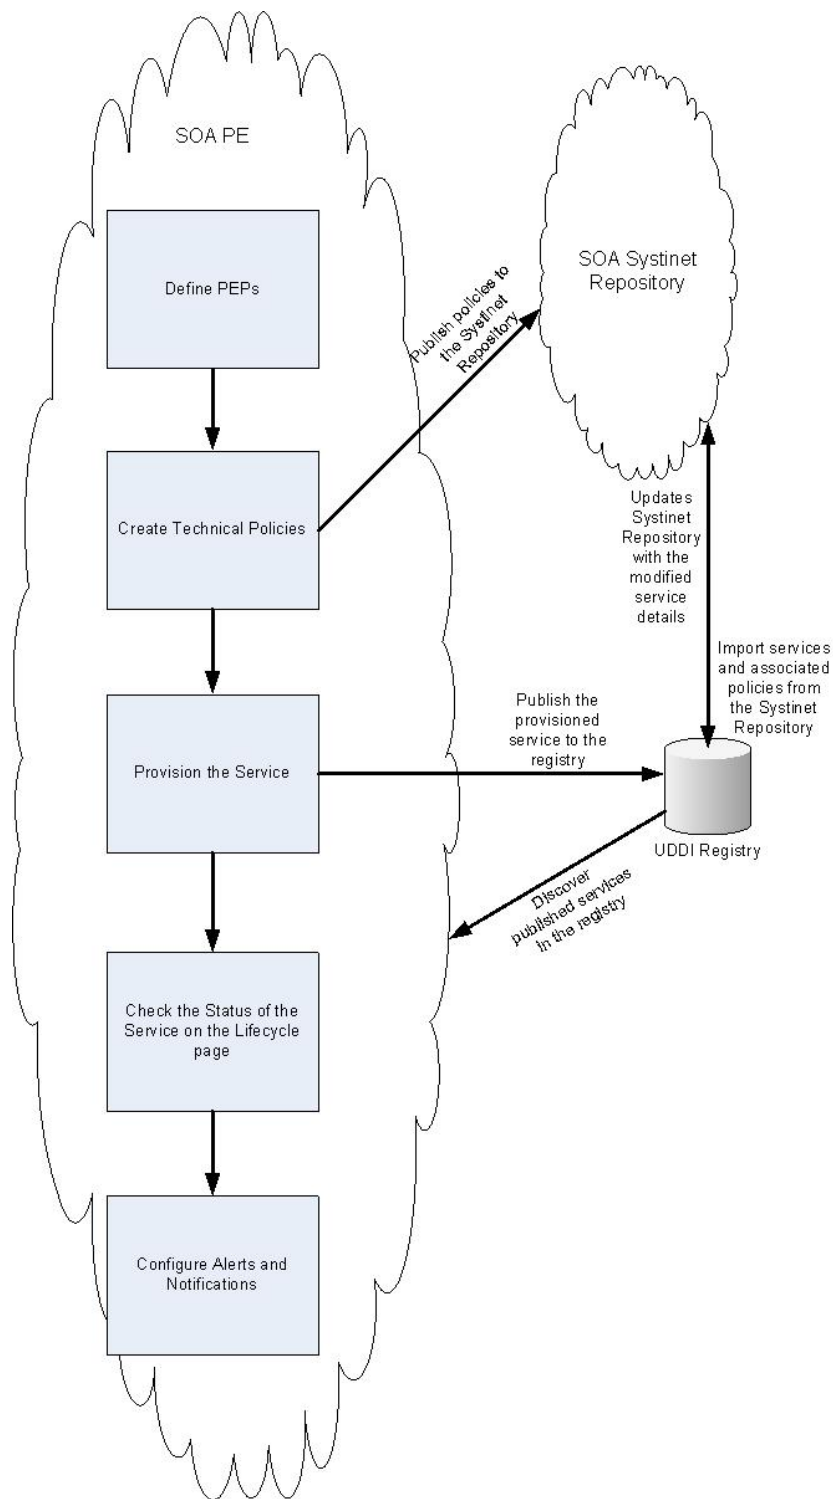 SOA PE
Define PEPs
SOA Systinet
Repository
Publish policies to
the Systinet
Repository
Create Technical Policies
Updates
Systinet
Repository
with the
modified
service
details
Import services
and associated
policies from
the Systinet
Repository
Publish the
provisioned
service to the
registry
Provision the Service
UDDI Registry
Discover
published services
in the registry
Check the Status of the
Service on the Lifecycle
page
Configure Alerts and
Notifications